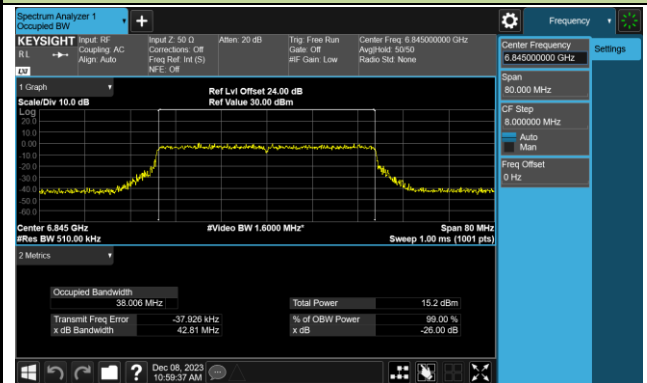 Spectrum Analyzer 1
Occupied BW
Frequency
KEYSIGHT
RL
LXI
Input: RF
Coupling: AC
Align: Auto
Input Z: 50 Ω
Corrections: Off
Freq Ref: Int (S)
NFE: Off
Atten: 20 dB
Trig: Free Run
Gate: Off
#IF Gain: Low
Center Freq: 6.845000000 GHz
Avg|Hold: 50/50
Radio Std: None
Center Frequency
6.845000000 GHz
Settings
Span
80.000 MHz
CF Step
8.000000 MHz
Auto
Man
Freq Offset
0 Hz
1 Graph
Scale/Div 10.0 dB
Ref Lvl Offset 24.00 dB
Ref Value 30.00 dBm
Log
20.0
10.0
0.00
-10.0
-20.0
-30.0
-40.0
-50.0
-60.0
Center 6.845 GHz
#Res BW 510.00 kHz
#Video BW 1.6000 MHz*
Span 80 MHz
Sweep 1.00 ms (1001 pts)
2 Metrics
Occupied Bandwidth
38.006 MHz
Total Power 15.2 dBm
Transmit Freq Error -37.926 kHz
% of OBW Power 99.00 %
x dB Bandwidth 42.81 MHz
x dB -26.00 dB
?
Dec 08, 2023
10:59:37 AM